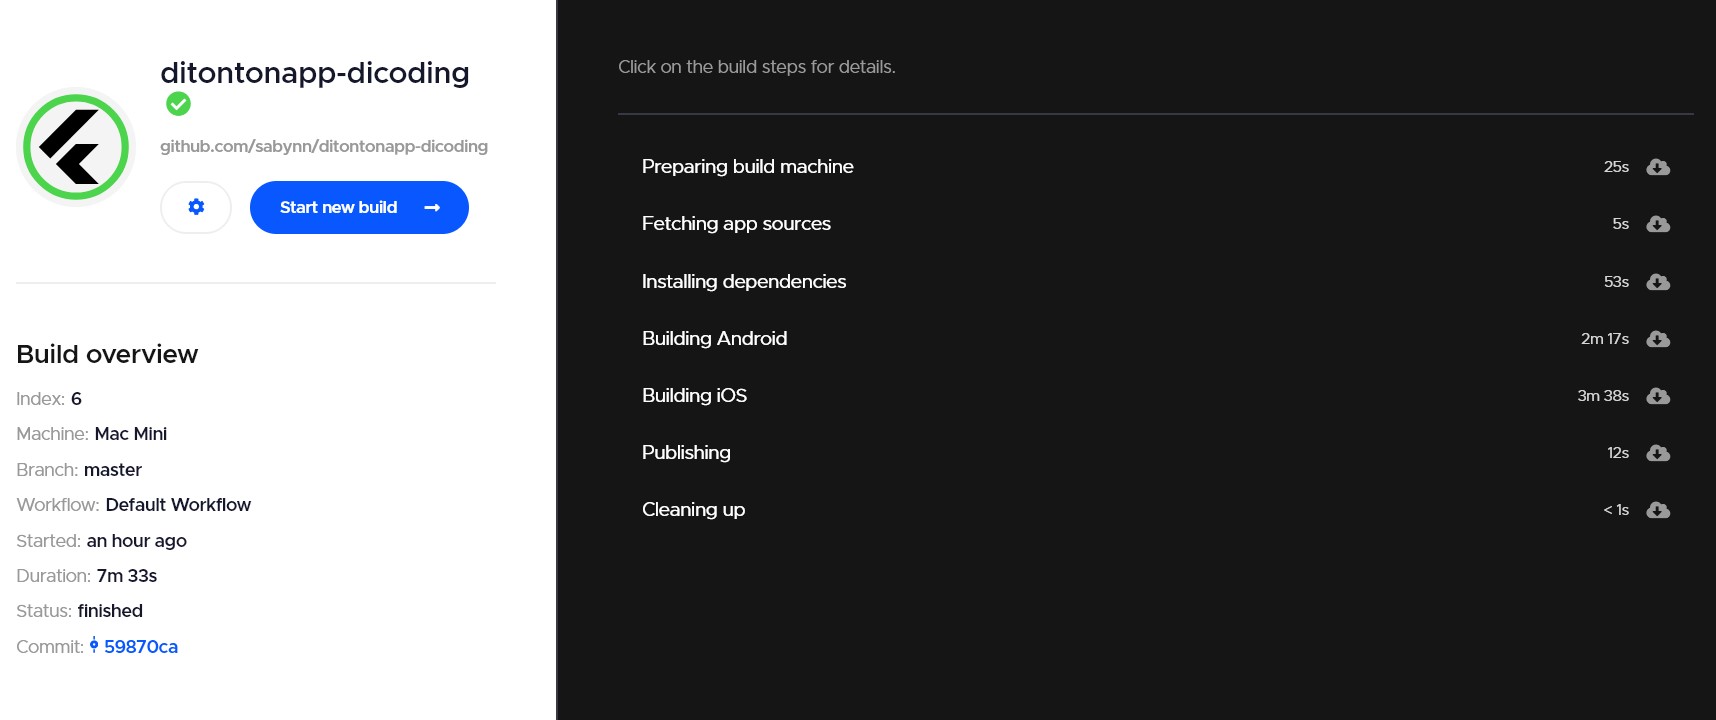 ditontonapp-dicoding
github.com/sabynn/ditontonapp-dicoding
Start new build
Build overview
Index: 6
Machine: Mac Mini
Branch: master
Workflow: Default Workflow
Started: an hour ago
Duration: 7m 33s
Status: finished
Commit: 59870ca
Click on the build steps for details.
Preparing build machine 25s
Fetching app sources 5s
Installing dependencies 53s
Building Android 2m 17s
Building iOS 3m 38s
Publishing 12s
Cleaning up < 1s